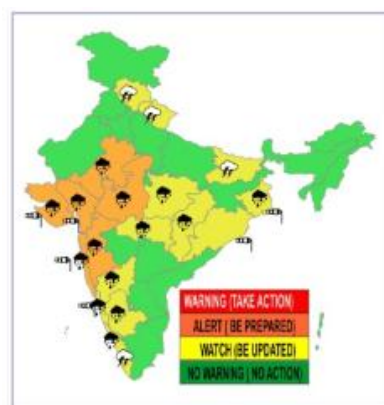 WARNING (TAKE ACTION)
ALERT ( BE PREPARED)
WATCH (BE UPDATED)
NO WARNING ( NO ACTION)